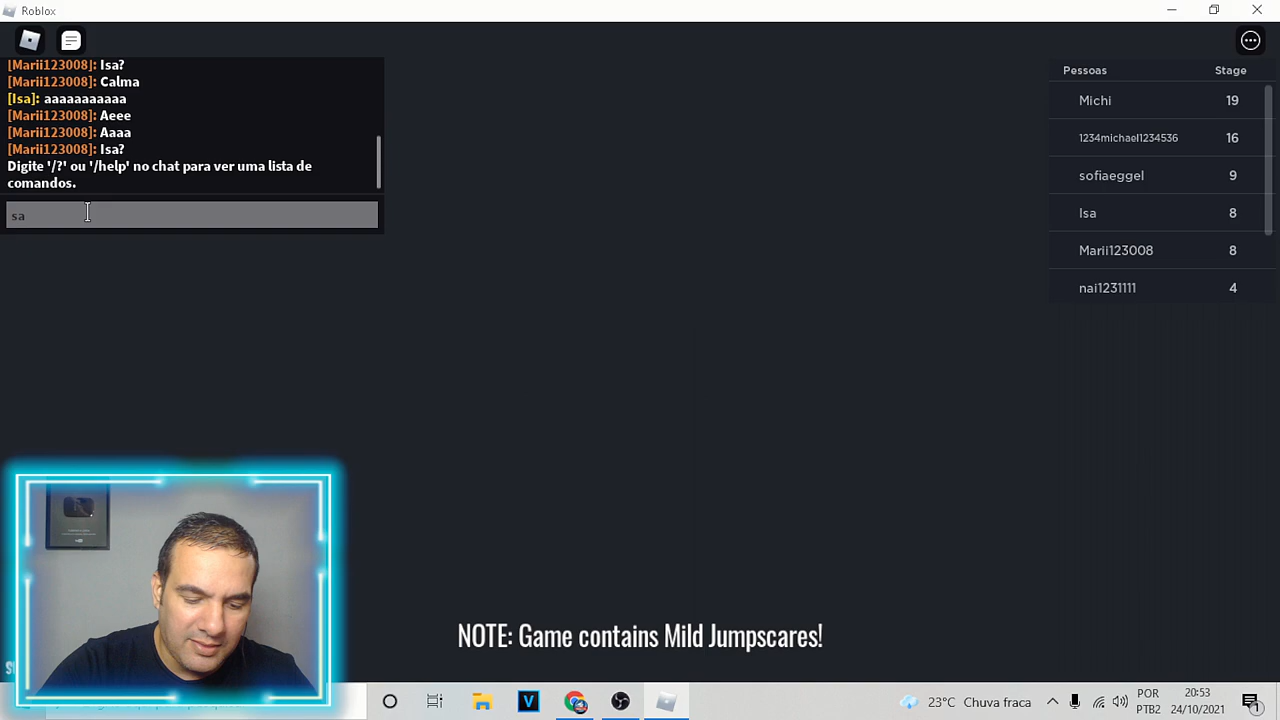 Roblox
[Marii123008]: Isa?
[Marii123008]: Calma
[Isa]: aaaaaaaaaaa
[Marii123008]: Aeee
[Marii123008]: Aaaa
[Marii123008]: Isa?
Digite '/?' ou '/help' no chat para ver uma lista de
comandos.
sa
Pessoas Stage
Michi 19
1234michael1234536 16
sofiaeggel 9
Isa 8
Marii123008 8
nai1231111 4
NOTE: Game contains Mild Jumpscares!
23°C Chuva fraca
POR
PTB2
20:53
24/10/2021
1